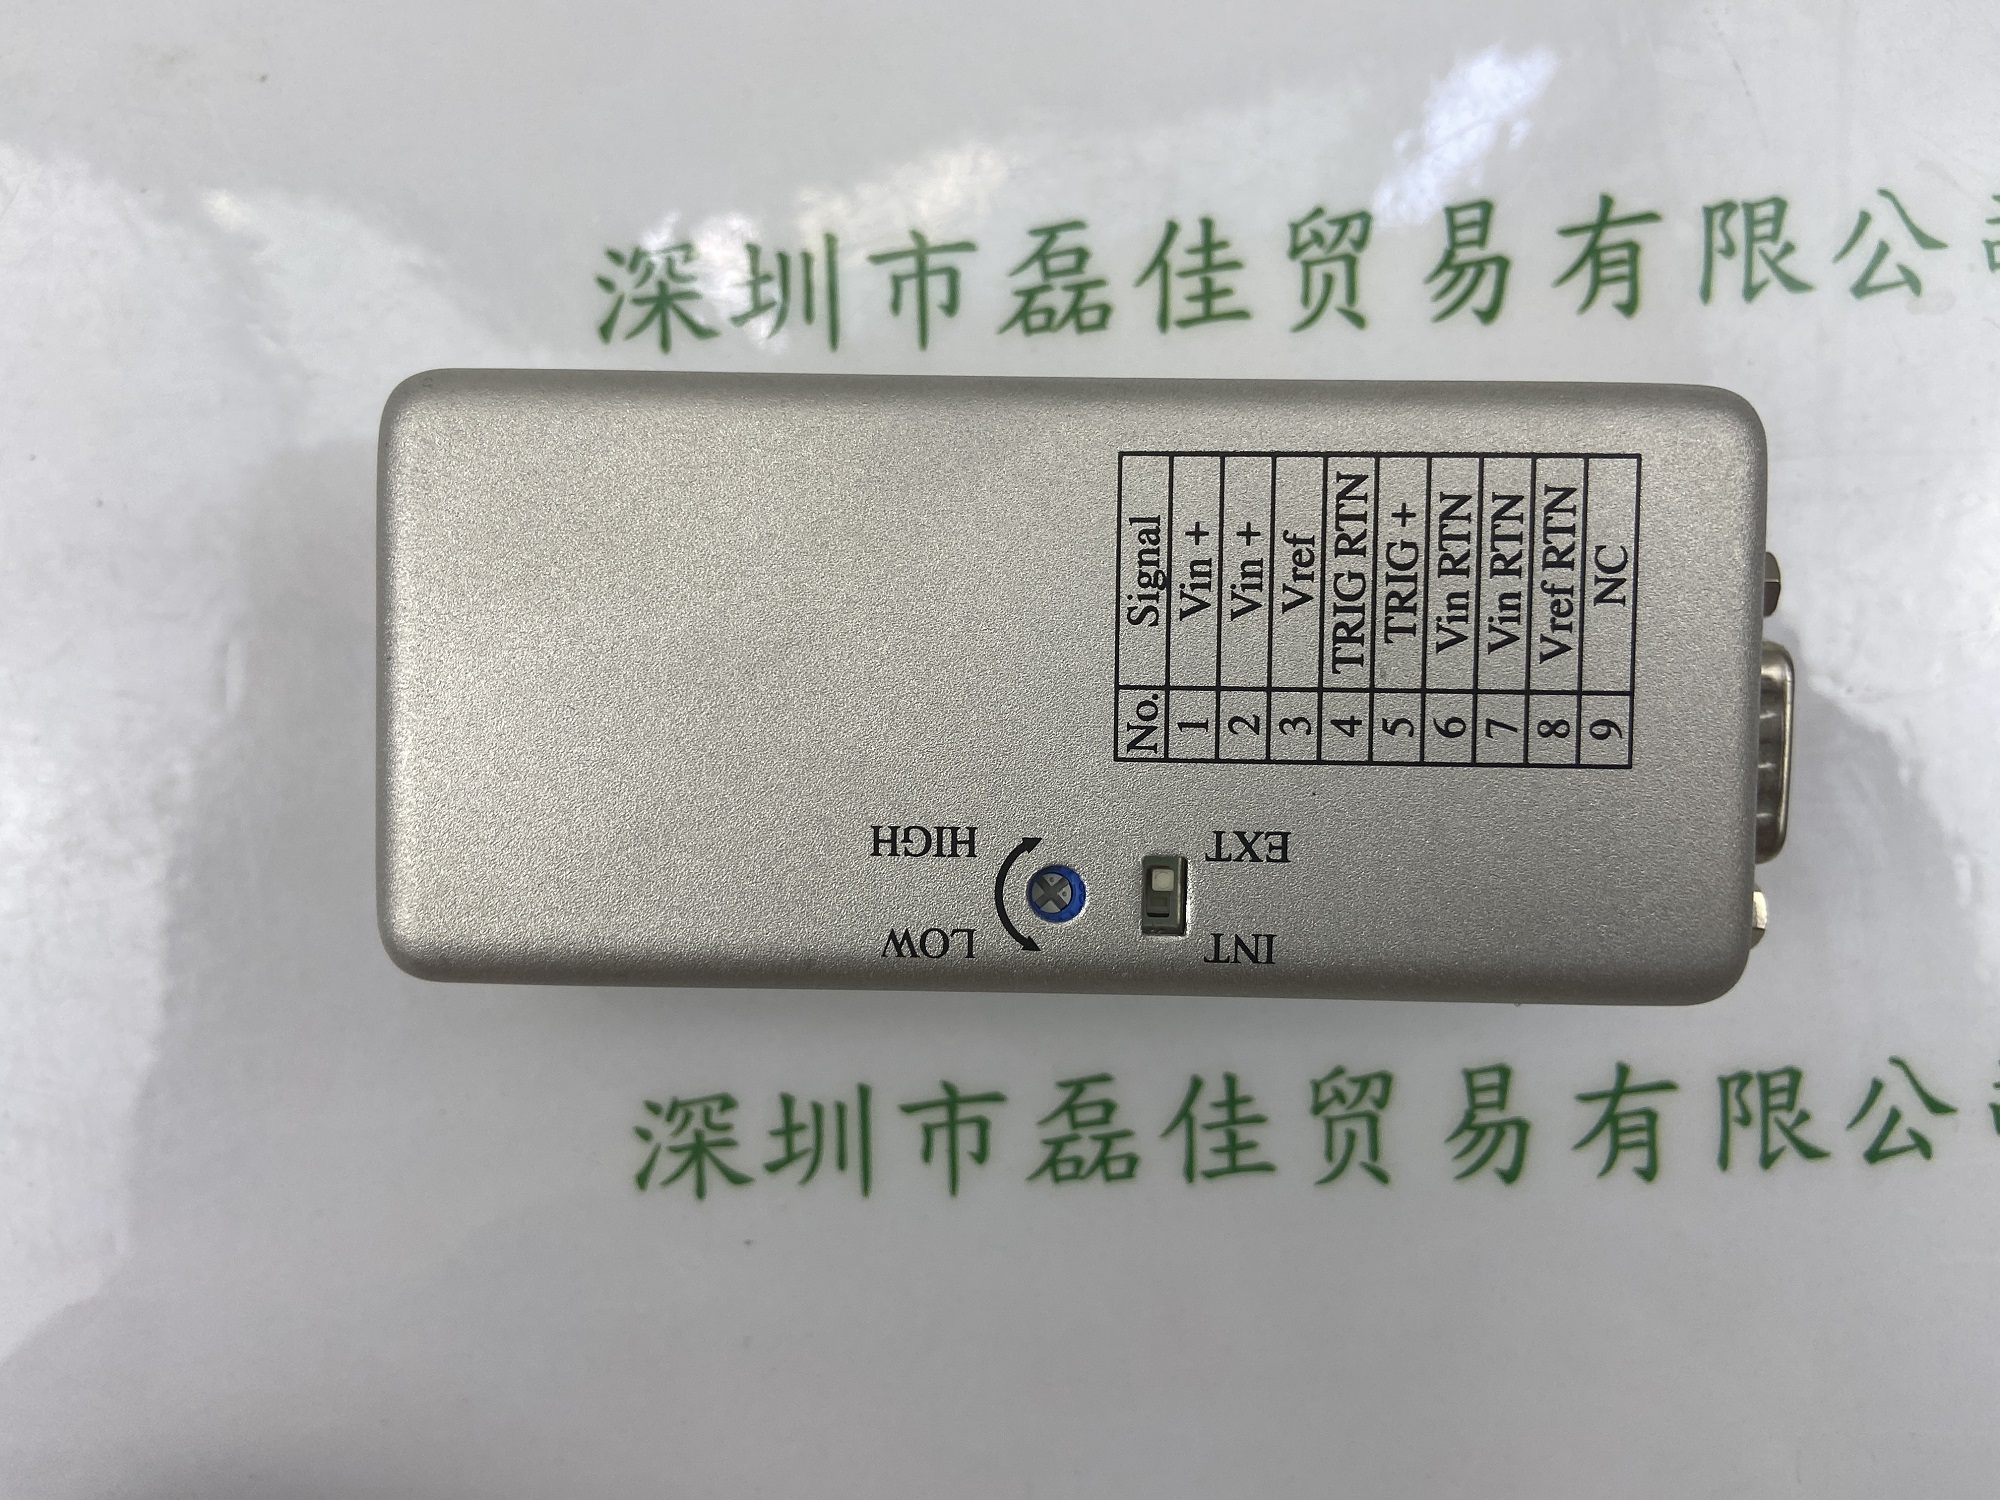 深圳市磊佳贸易有限公司
No. Signal
1 Vin +
2 Vin +
3 Vref
4 TRIG RTN
5 TRIG +
6 Vin RTN
7 Vin RTN
8 Vref RTN
9 NC
HIGH
LOW
EXT
INT
深圳市磊佳贸易有限公